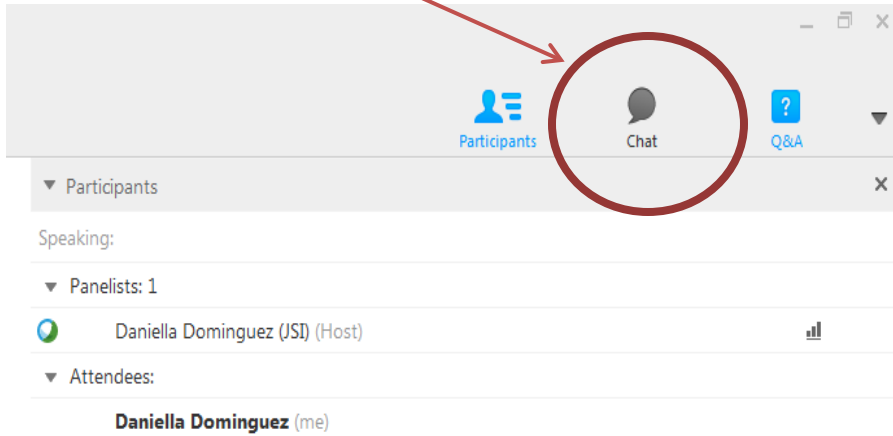 Participants Chat Q&A
Participants
Speaking:
Panelists: 1
Daniella Dominguez (JSI) (Host)
Attendees:
Daniella Dominguez (me)